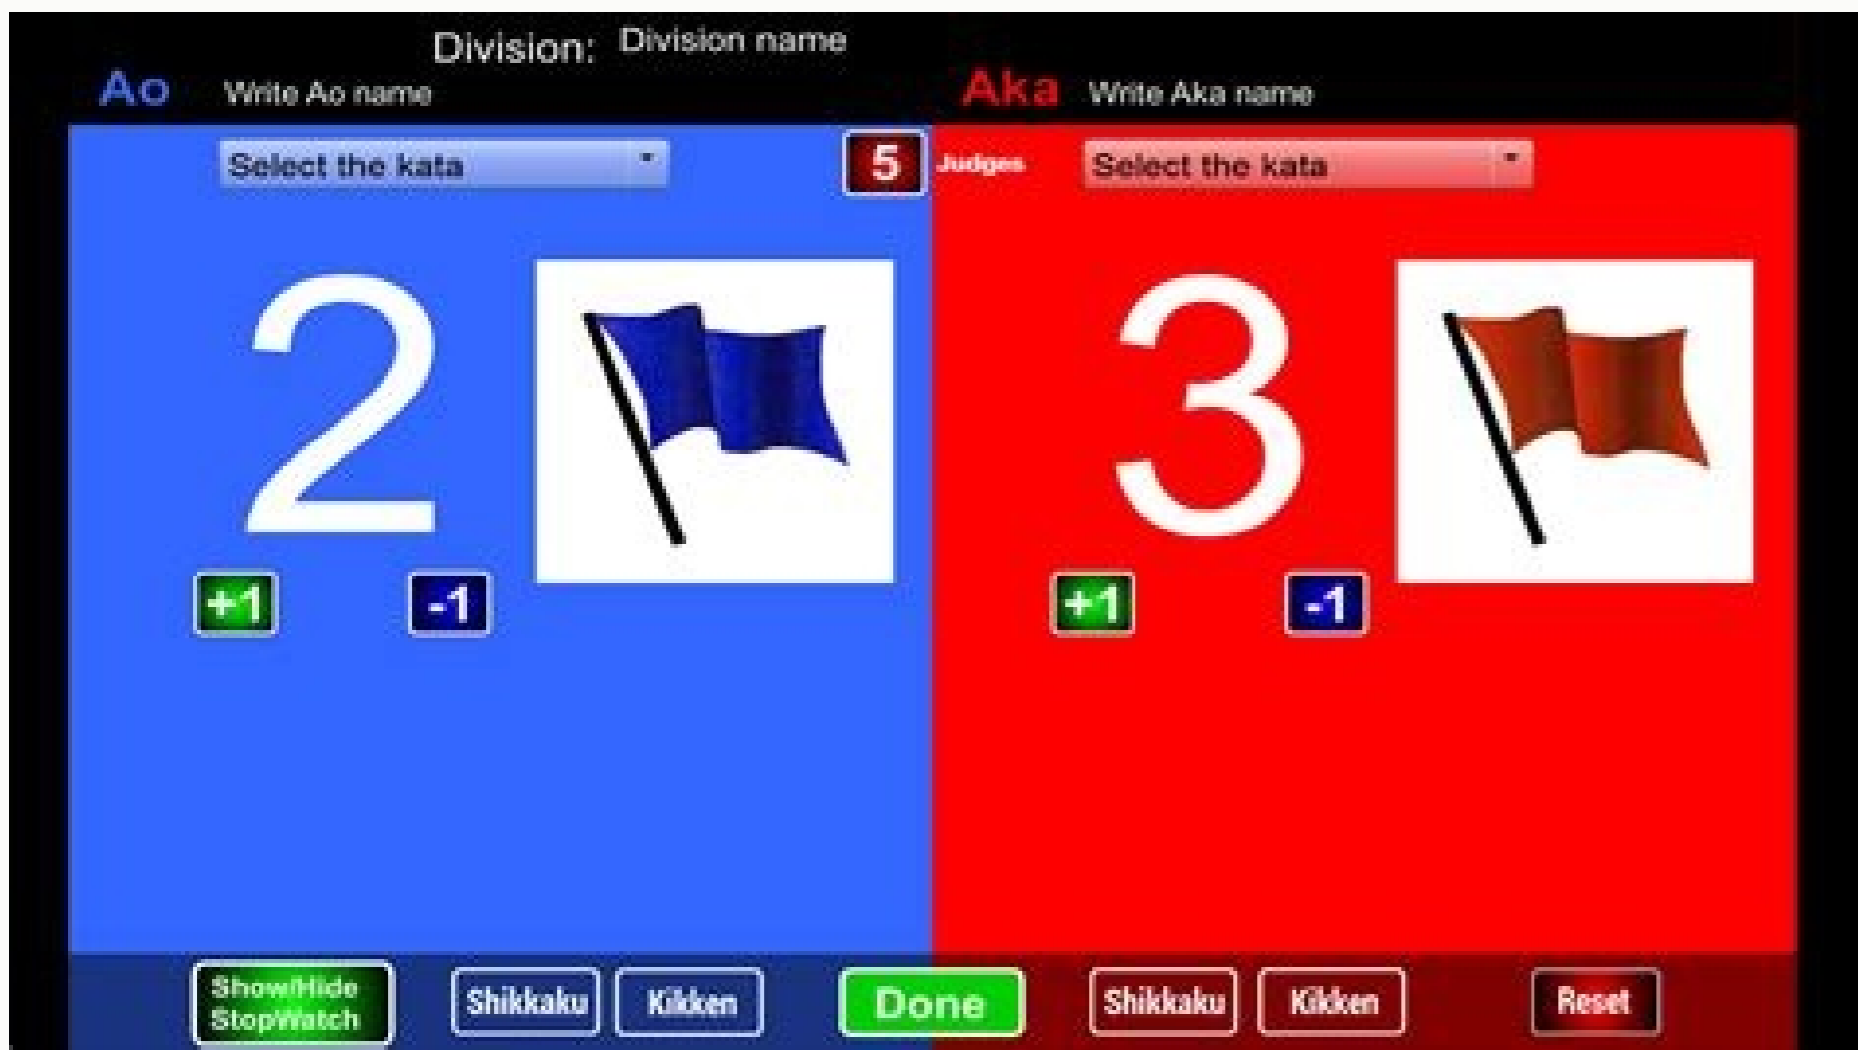 Division: Division name
Ao Write Ao name Aka Write Aka name
Select the kata 5 Judges Select the kata
2 3
+1 -1 +1 -1
Show/Hide
StopWatch Shikkaku Kikken Done Shikkaku Kikken Reset